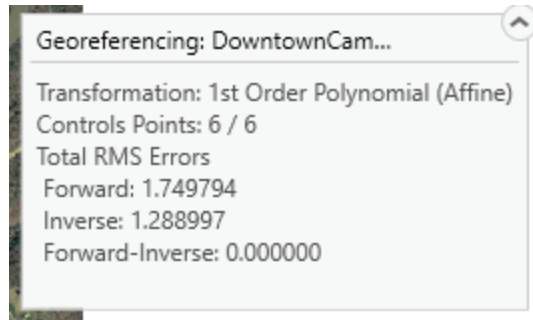 Georeferencing: DowntownCam...
Transformation: 1st Order Polynomial (Affine)
Controls Points: 6 / 6
Total RMS Errors
Forward: 1.749794
Inverse: 1.288997
Forward-Inverse: 0.000000